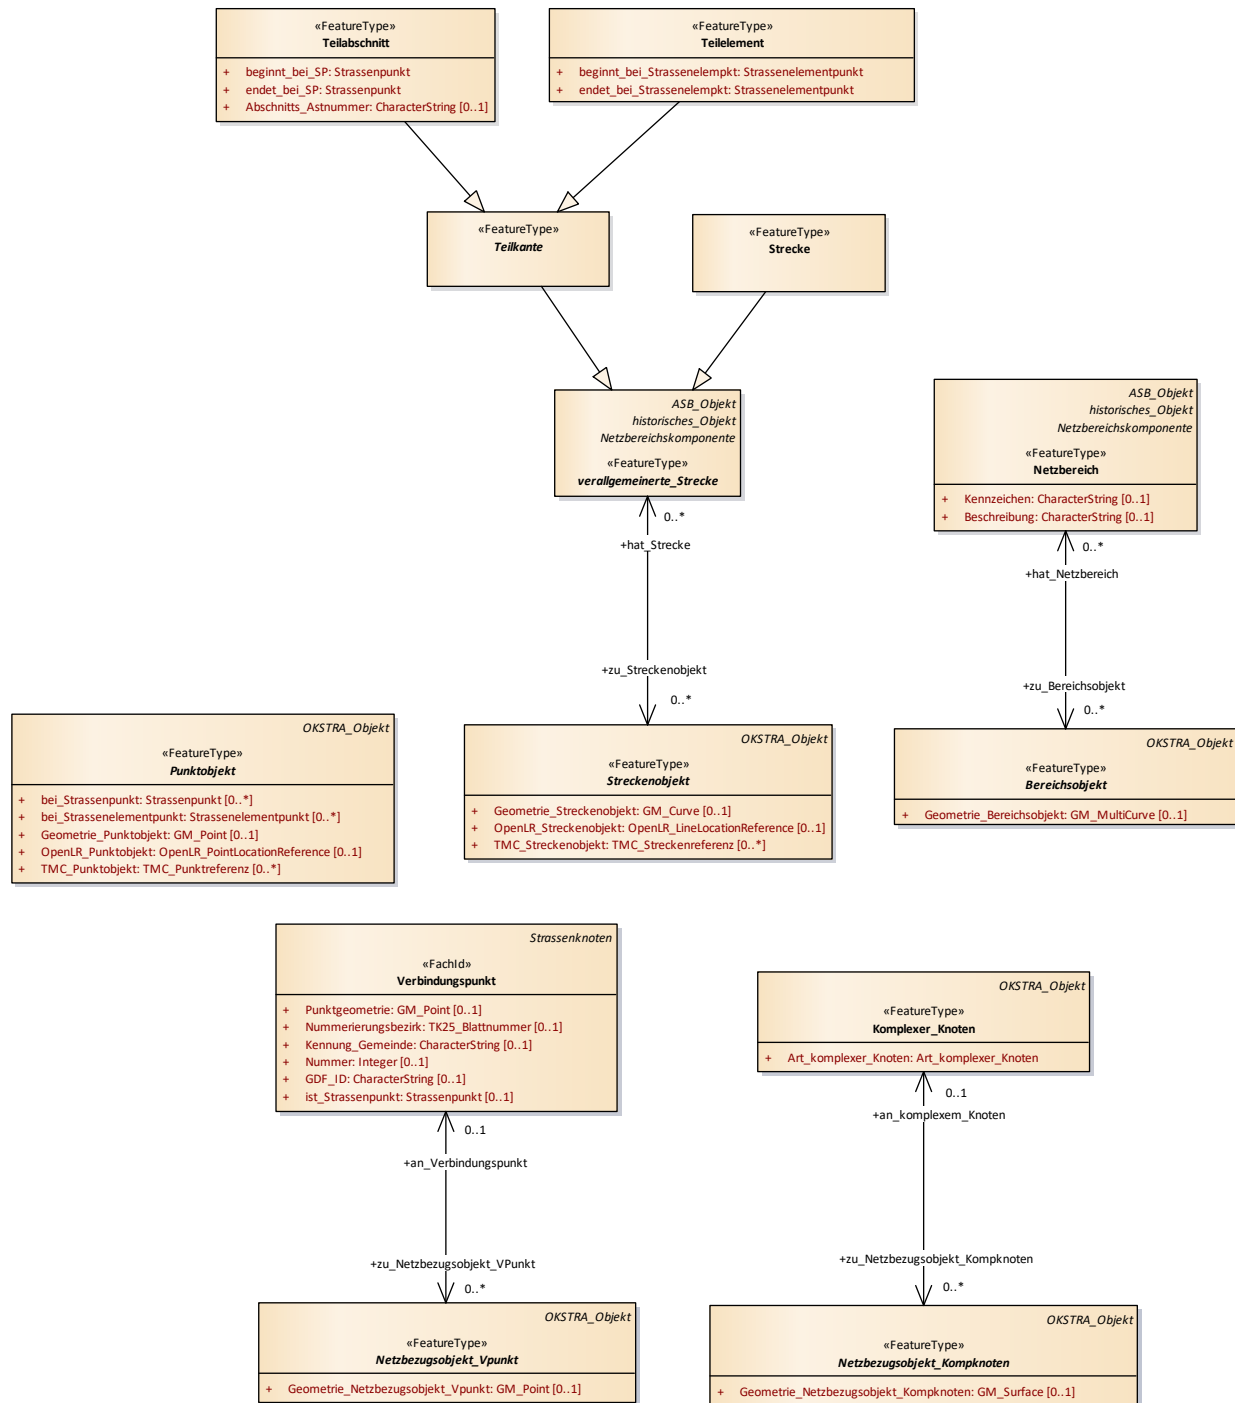 «FeatureType»
Teilabschnitt
+ beginnt_bei_SP: Strassenpunkt
+ endet_bei_SP: Strassenpunkt
+ Abschnitts_Astnummer: CharacterString [0..1]
«FeatureType»
Teilelement
+ beginnt_bei_Strassenelempkt: Strassenelementpunkt
+ endet_bei_Strassenelempkt: Strassenelementpunkt
«FeatureType»
Teilkante
«FeatureType»
Strecke
ASB_Objekt
historisches_Objekt
Netzbereichskomponente
«FeatureType»
verallgemeinerte_Strecke
ASB_Objekt
historisches_Objekt
Netzbereichskomponente
«FeatureType»
Netzbereich
+ Kennzeichen: CharacterString [0..1]
+ Beschreibung: CharacterString [0..1]
0..*
+hat_Strecke
0..*
+hat_Netzbereich
+zu_Streckenobjekt
0..*
+zu_Bereichsobjekt
0..*
OKSTRA_Objekt
«FeatureType»
Punktobjekt
+ bei_Strassenpunkt: Strassenpunkt [0..*]
+ bei_Strassenelementpunkt: Strassenelementpunkt [0..*]
+ Geometrie_Punktobjekt: GM_Point [0..1]
+ OpenLR_Punktobjekt: OpenLR_PointLocationReference [0..1]
+ TMC_Punktobjekt: TMC_Punktreferenz [0..*]
OKSTRA_Objekt
«FeatureType»
Streckenobjekt
+ Geometrie_Streckenobjekt: GM_Curve [0..1]
+ OpenLR_Streckenobjekt: OpenLR_LineLocationReference [0..1]
+ TMC_Streckenobjekt: TMC_Streckenreferenz [0..*]
OKSTRA_Objekt
«FeatureType»
Bereichsobjekt
+ Geometrie_Bereichsobjekt: GM_MultiCurve [0..1]
Strassenknoten
«FachId»
Verbindungspunkt
+ Punktgeometrie: GM_Point [0..1]
+ Nummerierungsbezirk: TK25_Blattnummer [0..1]
+ Kennung_Gemeinde: CharacterString [0..1]
+ Nummer: Integer [0..1]
+ GDF_ID: CharacterString [0..1]
+ ist_Strassenpunkt: Strassenpunkt [0..1]
OKSTRA_Objekt
«FeatureType»
Komplexer_Knoten
+ Art_komplexer_Knoten: Art_komplexer_Knoten
0..1
+an_Verbindungspunkt
0..1
+an_komplexem_Knoten
+zu_Netzbezugsobjekt_VPunkt
0..*
+zu_Netzbezugsobjekt_Kompknoten
0..*
OKSTRA_Objekt
«FeatureType»
Netzbezugsobjekt_Vpunkt
+ Geometrie_Netzbezugsobjekt_Vpunkt: GM_Point [0..1]
OKSTRA_Objekt
«FeatureType»
Netzbezugsobjekt_Kompknoten
+ Geometrie_Netzbezugsobjekt_Kompknoten: GM_Surface [0..1]